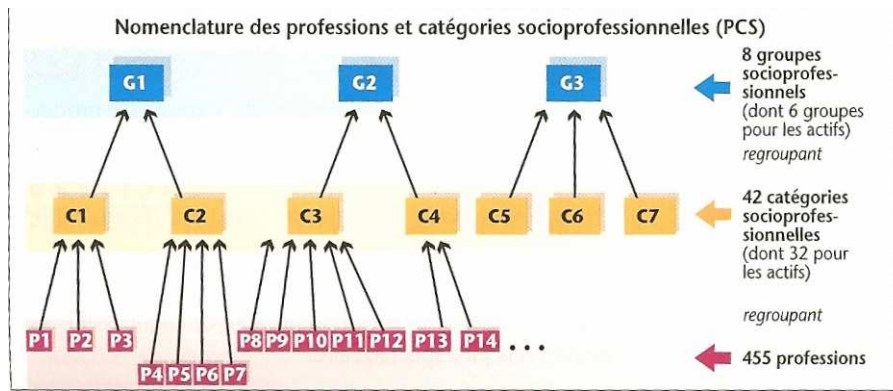 Nomenclature des professions et catégories socioprofessionnelles (PCS)
G1 G2 G3
8 groupes
socioprofes-
sionnels
(dont 6 groupes
pour les actifs)
regroupant
C1 C2 C3 C4 C5 C6 C7
42 catégories
socioprofes-
sionnelles
(dont 32 pour
les actifs)
regroupant
P1 P2 P3 P8 P9 P10 P11 P12 P13 P14 ...
P4 P5 P6 P7
455 professions